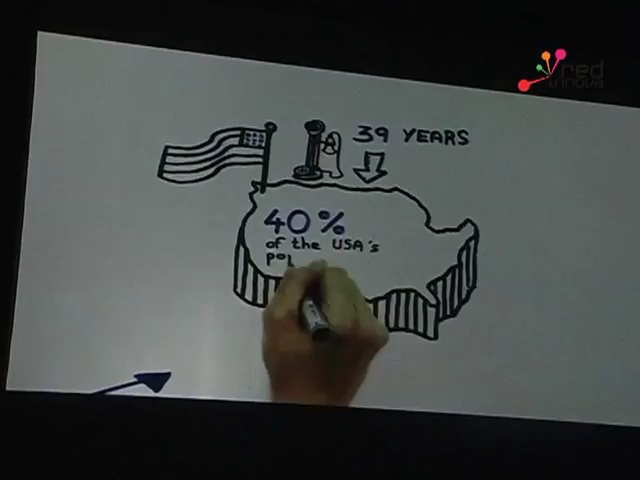 red
innova
39 YEARS
40%
of the USA's